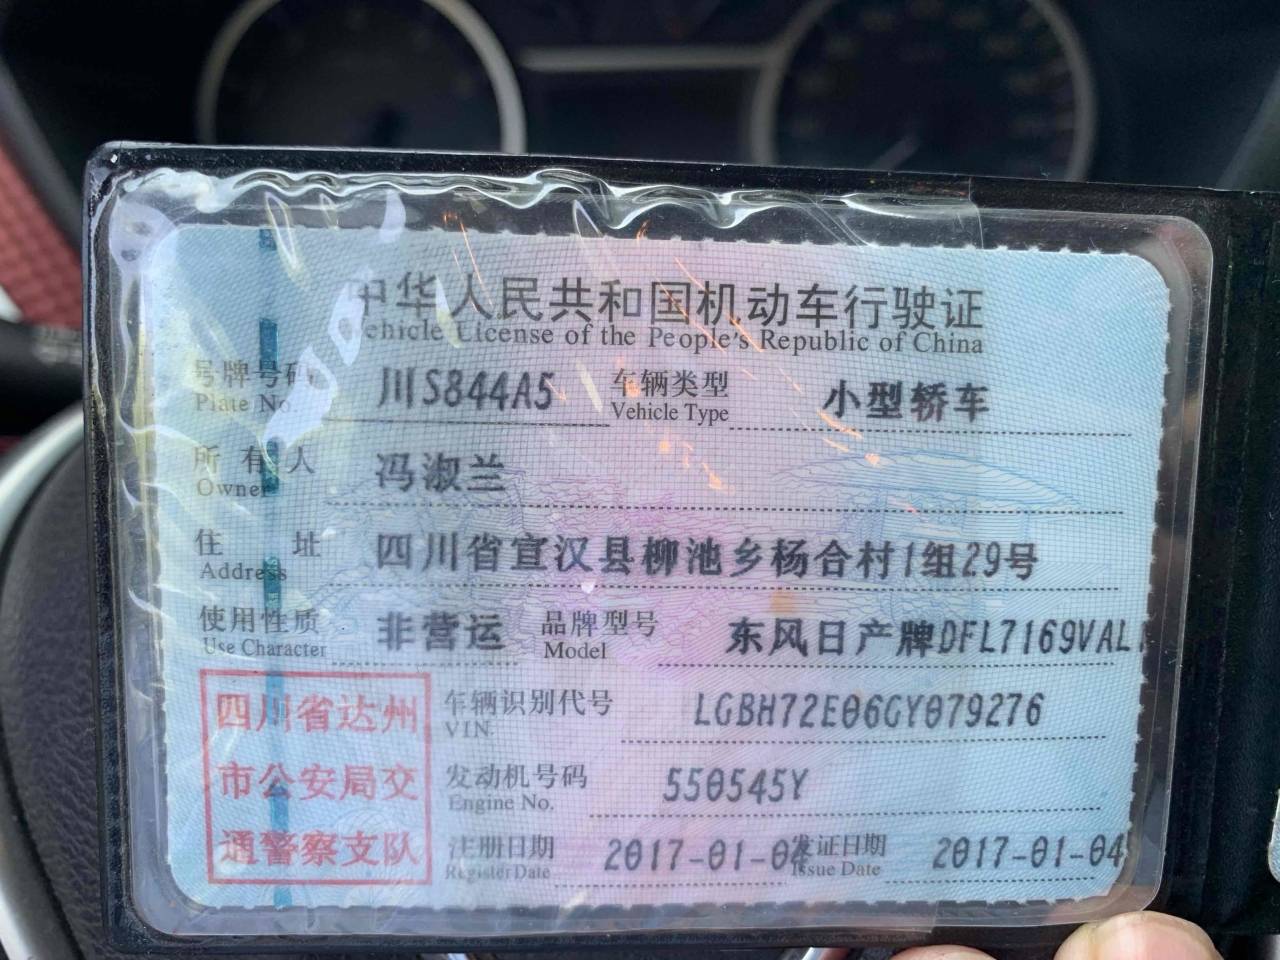 中华人民共和国机动车行驶证
Vehicle License of the People's Republic of China
号牌号码 川S844A5 车辆类型 小型轿车
Plate No. Vehicle Type
所有人 冯淑兰
Owner
住址 四川省宣汉县柳池乡杨合村1组29号
Address
使用性质 非营运 品牌型号 东风日产牌DFL7169VAL
Use Character Model
四川省达州 车辆识别代号 LGBH72E06GY079276
VIN
市公安局交 发动机号码 550545Y
Engine No.
通警察支队 注册日期 2017-01-04 发证日期 2017-01-04
Register Date Issue Date